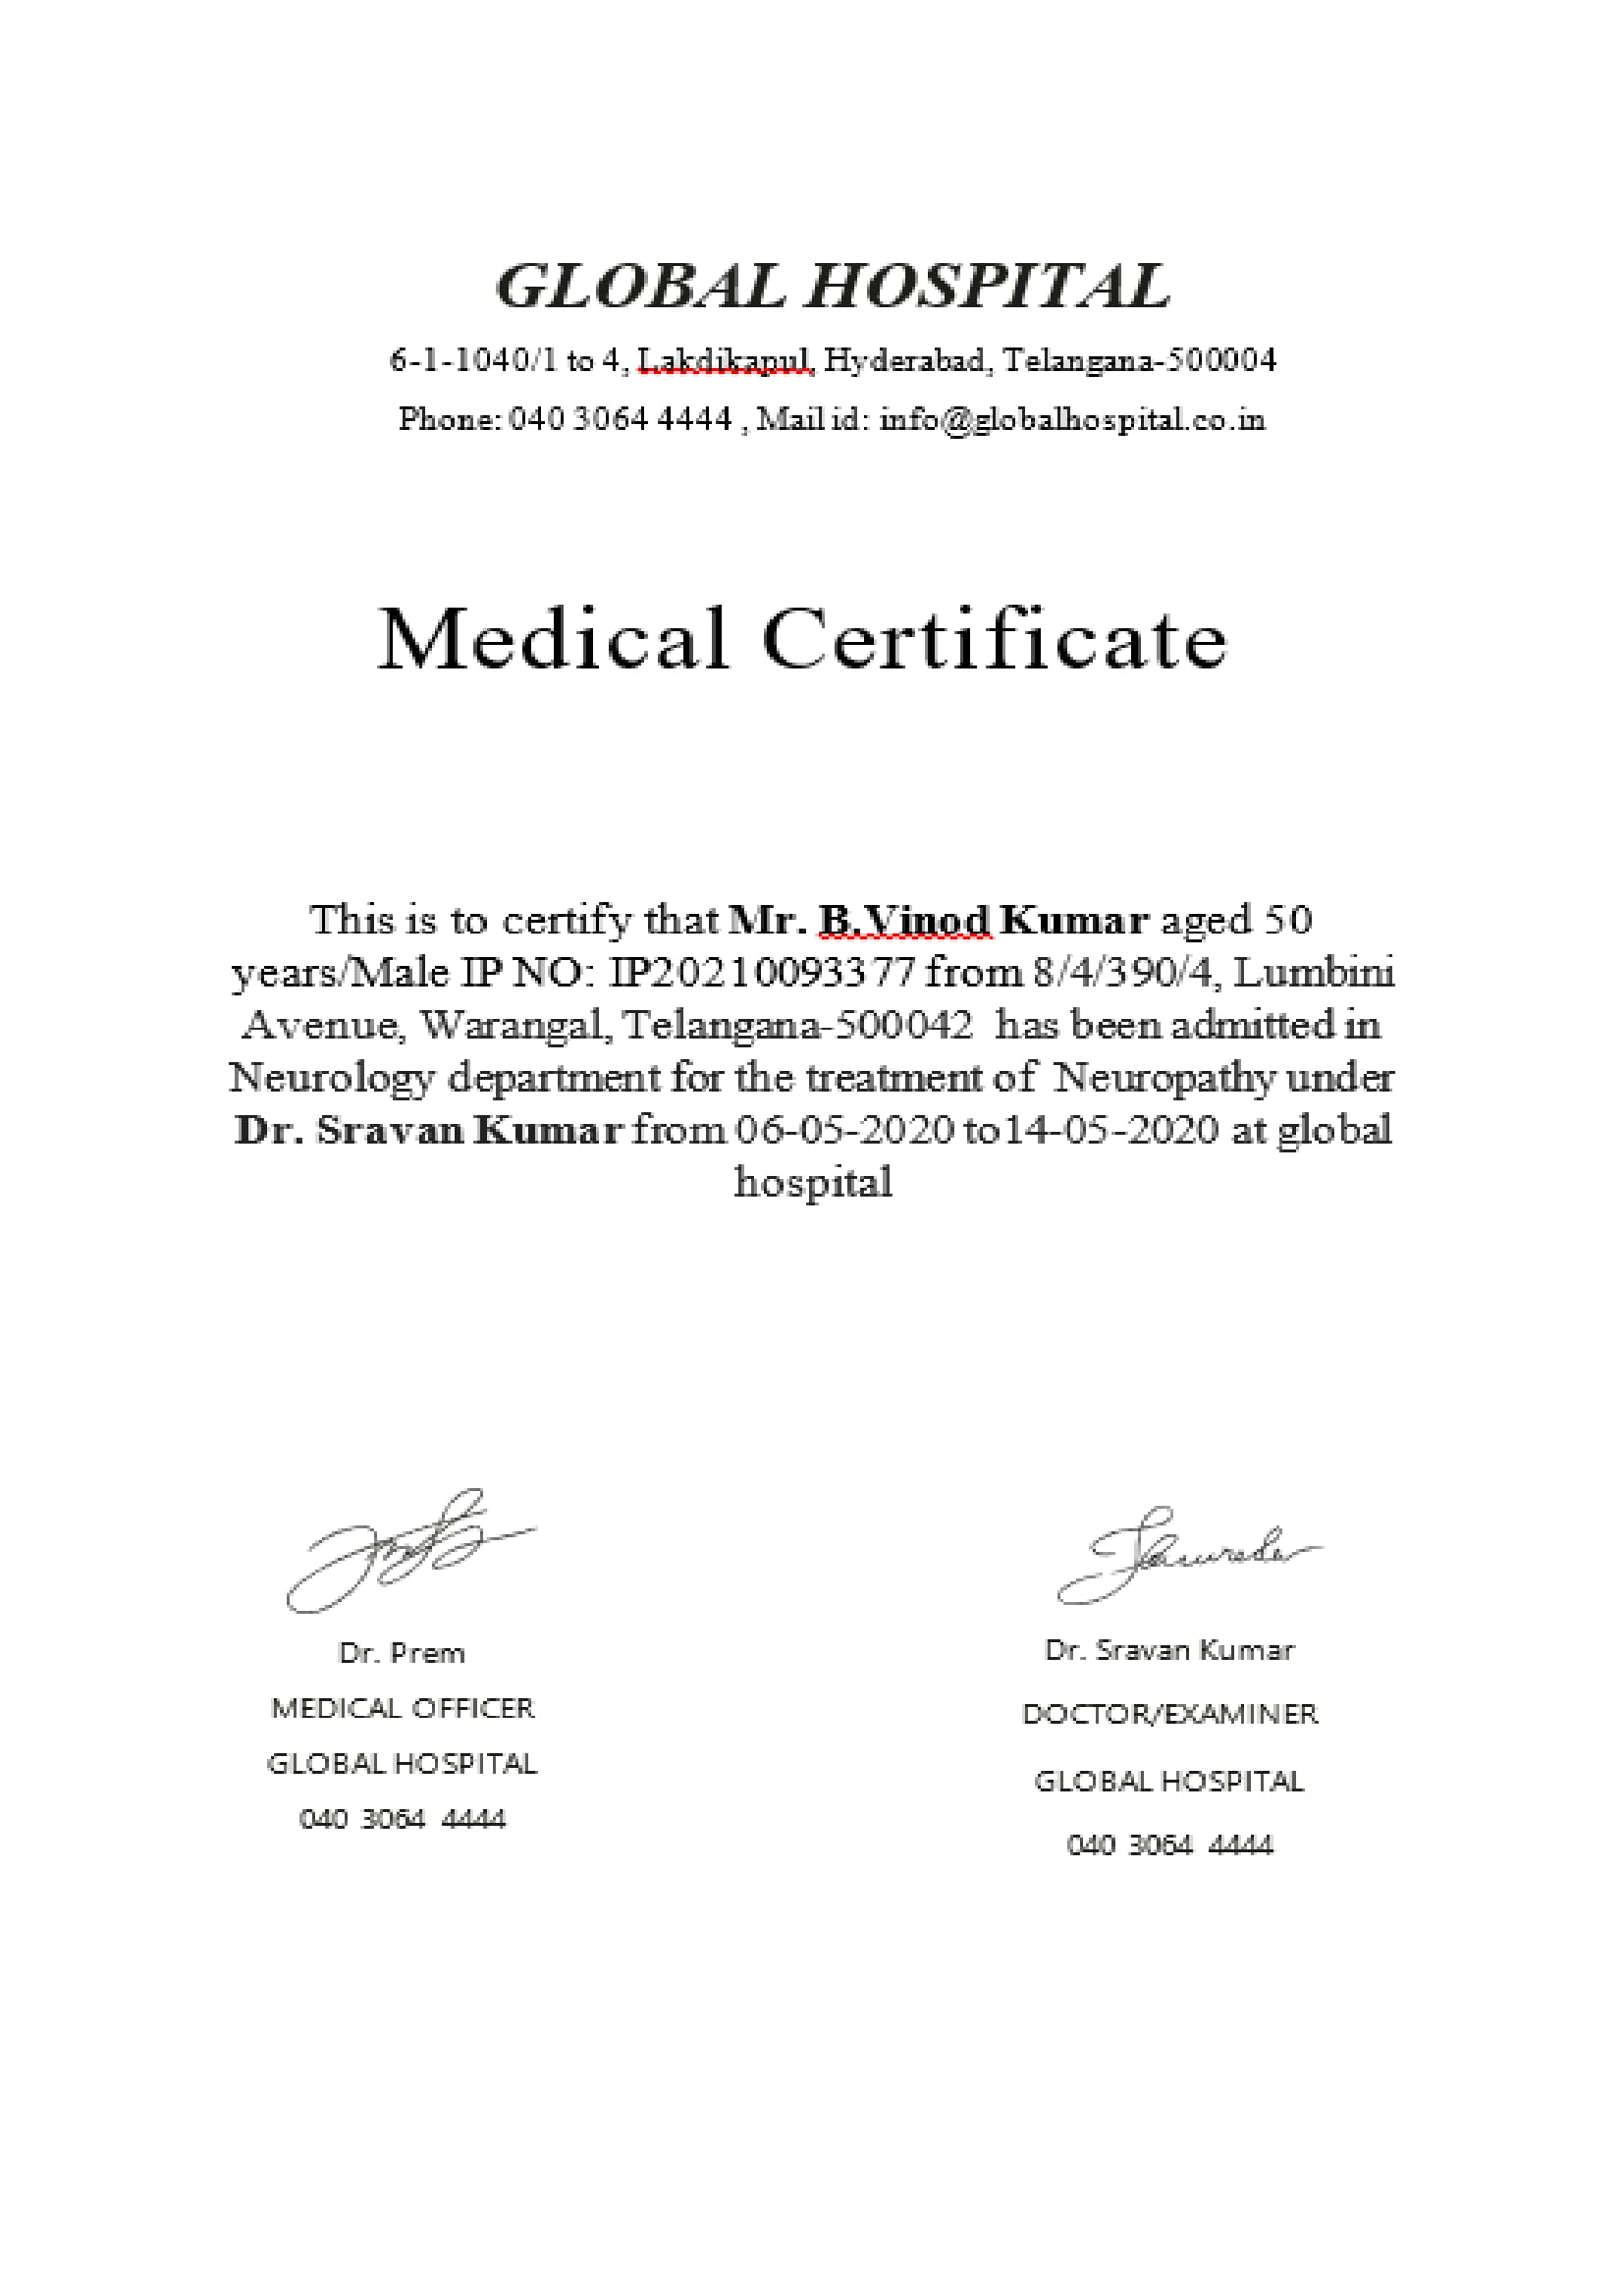 GLOBAL HOSPITAL
6-1-1040/1 to 4, Lakdikapul, Hyderabad, Telangana-500004
Phone: 040 3064 4444 , Mail id: info@globalhospital.co.in
Medical Certificate
This is to certify that Mr. B.Vinod Kumar aged 50
years/Male IP NO: IP20210093377 from 8/4/390/4, Lumbini
Avenue, Warangal, Telangana-500042 has been admitted in
Neurology department for the treatment of Neuropathy under
Dr. Sravan Kumar from 06-05-2020 to14-05-2020 at global
hospital
Dr. Prem
MEDICAL OFFICER
GLOBAL HOSPITAL
040 3064 4444
Dr. Sravan Kumar
DOCTOR/EXAMINER
GLOBAL HOSPITAL
040 3064 4444